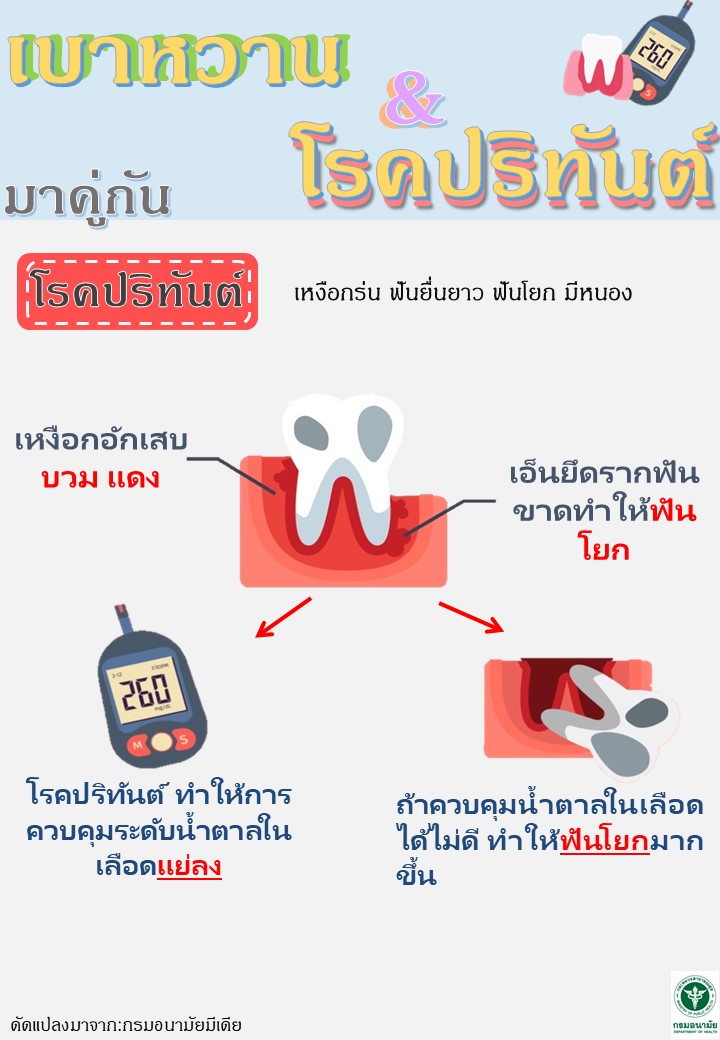 เบาหวาน
&
โรคปริทันต์
มาคู่กัน
260
M S
โรคปริทันต์
เหงือกร่น ฟันยื่นยาว ฟันโยก มีหนอง
เหงือกอักเสบ
บวม แดง
เอ็นยึดรากฟัน
ขาดทำให้ฟัน
โยก
2-12 3:30PM
260
mg/dL
M S
โรคปริทันต์ ทำให้การ
ควบคุมระดับน้ำตาลใน
เลือดแย่ลง
ถ้าควบคุมน้ำตาลในเลือด
ได้ไม่ดี ทำให้ฟันโยกมาก
ขึ้น
ดัดแปลงมาจาก:กรมอนามัยมีเดีย
กรมอนามัย
DEPARTMENT OF HEALTH